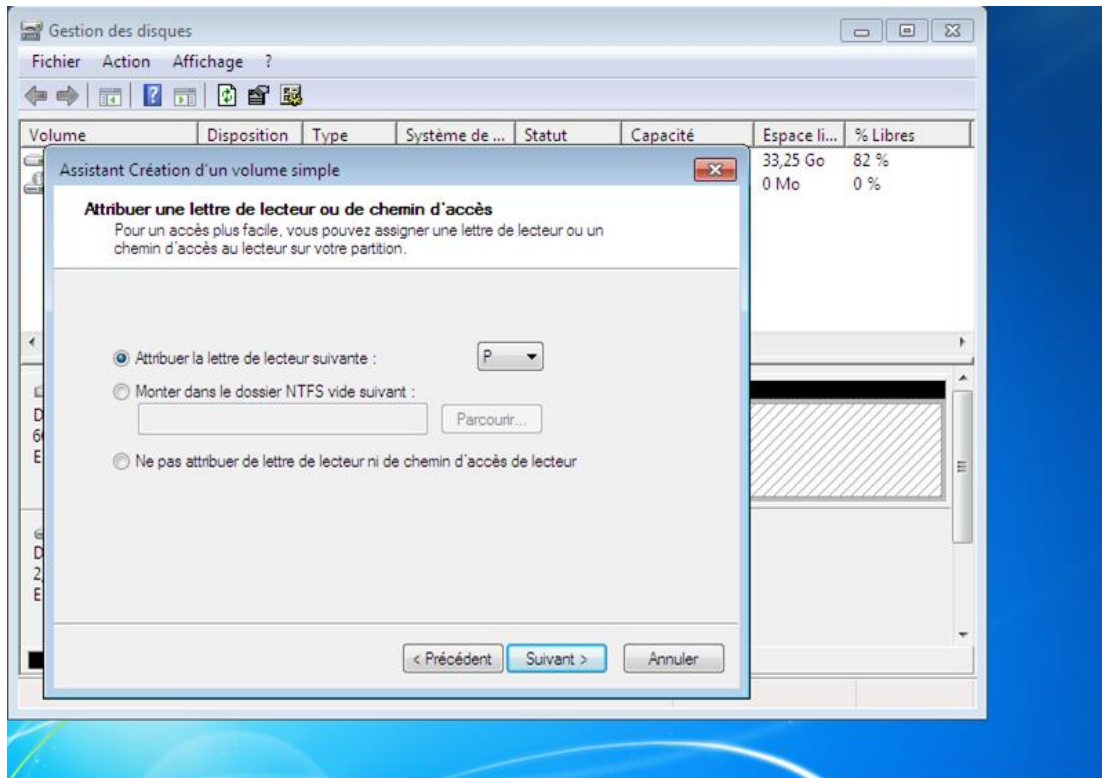 Gestion des disques
Fichier Action Affichage ?
Volume Disposition Type Système de ... Statut Capacité Espace li... % Libres
33,25 Go 82 %
0 Mo 0 %
Assistant Création d'un volume simple
Attribuer une lettre de lecteur ou de chemin d'accès
Pour un accès plus facile, vous pouvez assigner une lettre de lecteur ou un
chemin d'accès au lecteur sur votre partition.
Attribuer la lettre de lecteur suivante : P
Monter dans le dossier NTFS vide suivant :
Parcourir...
Ne pas attribuer de lettre de lecteur ni de chemin d'accès de lecteur
D
E
D
2,
E
< Précédent Suivant > Annuler